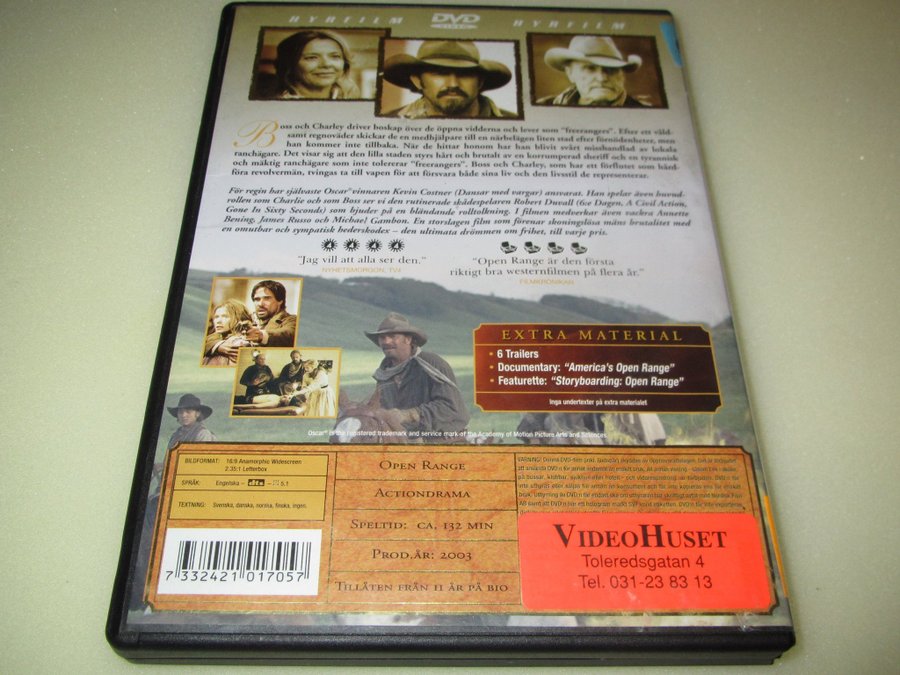 HYRFILM DVD VIDEO HYRFILM
Boss och Charley driver boskap över de öppna vidderna och lever som "freerangers". Efter ett våld-
samt regnoväder skickar de en medhjälpare till en närbelägen liten stad efter förnödenheter, men
han kommer inte tillbaka. När de hittar honom har han blivit svårt misshandlad av lokala
ranchägare. Det visar sig att den lilla staden styrs hårt och brutalt av en korrumperad sheriff och en tyrannisk
och mäktig ranchägare som inte tolererar "freerangers". Boss och Charley, som har ett förflutet som hård-
föra revolvermän, tvingas ta till vapen för att försvara både sina liv och den livsstil de representerar.
För regin har självaste Oscar® vinnaren Kevin Costner (Dansar med vargar) ansvarat. Han spelar även huvud-
rollen som Charlie och som Boss ser vi den rutinerade skådespelaren Robert Duvall (6:e Dagen, A Civil Action,
Gone In Sixty Seconds) som bjuder på en bländande rolltolkning. I filmen medverkar även vackra Annette
Bening, James Russo och Michael Gambon. En storslagen film som förenar skoningslösa mäns brutalitet med
en omutbar och sympatisk hederskodex – den ultimata drömmen om frihet, till varje pris.
"Jag vill att alla ser den."
NYHETSMORGON, TV4
"Open Range är den första
riktigt bra westernfilmen på flera år."
FILMKRÖNIKAN
EXTRA MATERIAL
• 6 Trailers
• Documentary: "America's Open Range"
• Featurette: "Storyboarding: Open Range"
Inga undertexter på extra materialet
Oscar® is the registered trademark and service mark of the Academy of Motion Picture Arts and Sciences.
BILDFORMAT: 16:9 Anamorphic Widescreen
2.35:1 Letterbox
SPRÅK: Engelska – dts – 5.1
TEXTNING: Svenska, danska, norska, finska, ingen.
7 332421 017057
OPEN RANGE
ACTIONDRAMA
SPELTID: CA, 132 MIN
PROD.ÅR: 2003
TILLÅTEN FRÅN 11 ÅR PÅ BIO
VIDEOHUSET
Toleredsgatan 4
Tel. 031-23 83 13